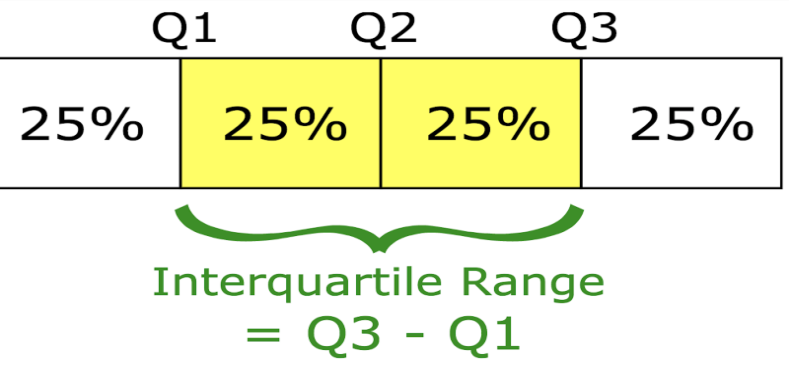 Q1 Q2 Q3
25% 25% 25% 25%
Interquartile Range
= Q3 - Q1